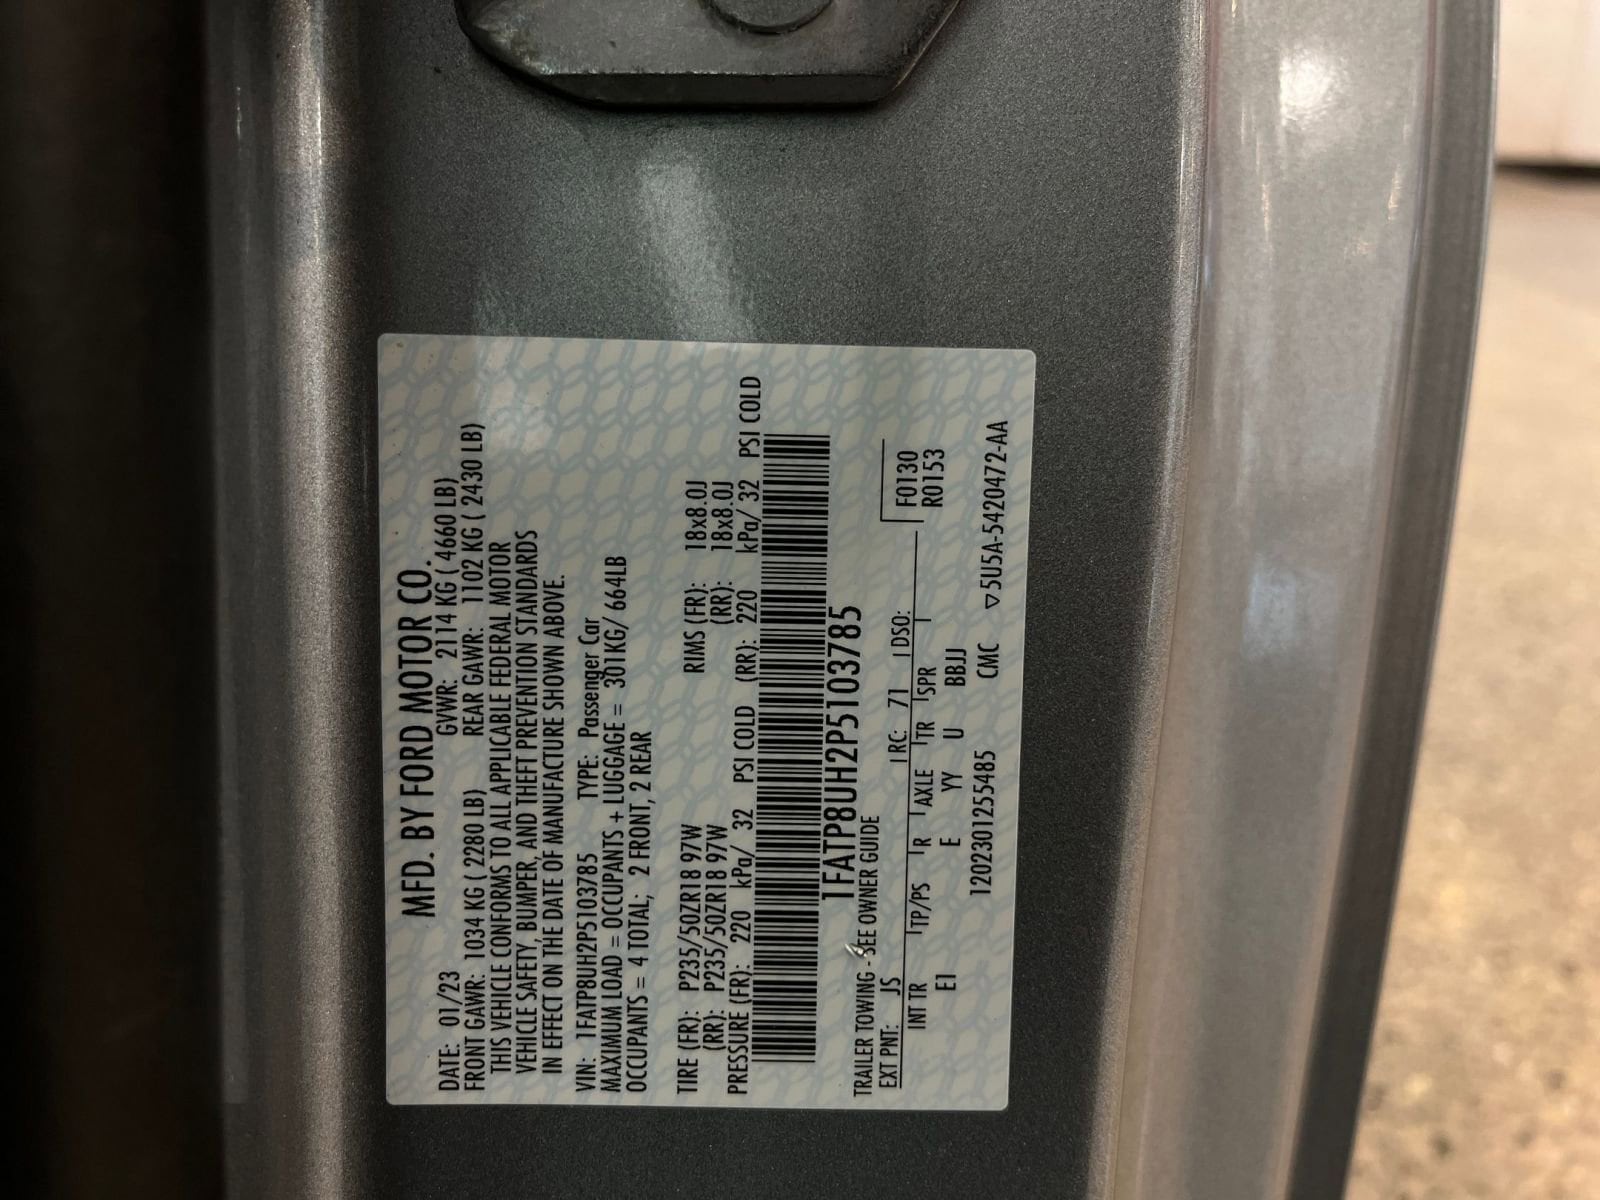 MFD. BY FORD MOTOR CO.
DATE: 01/23 GVWR: 2114 KG ( 4660 LB)
FRONT GAWR: 1034 KG ( 2280 LB) REAR GAWR: 1102 KG ( 2430 LB)
THIS VEHICLE CONFORMS TO ALL APPLICABLE FEDERAL MOTOR
VEHICLE SAFETY, BUMPER, AND THEFT PREVENTION STANDARDS
IN EFFECT ON THE DATE OF MANUFACTURE SHOWN ABOVE.
VIN: 1FATP8UH2P5103785 TYPE: Passenger Car
MAXIMUM LOAD = OCCUPANTS + LUGGAGE = 301KG/ 664LB
OCCUPANTS = 4 TOTAL; 2 FRONT, 2 REAR
TIRE (FR): P235/50ZR18 97W RIMS (FR): 18x8.0J
(RR): P235/50ZR18 97W (RR): 18x8.0J
PRESSURE (FR): 220 kPa/ 32 PSI COLD (RR): 220 kPa/ 32 PSI COLD
1FATP8UH2P5103785
TRAILER TOWING - SEE OWNER GUIDE
EXT PNT: JS RC: 71 DSO: F0130
INT TR TP/PS R AXLE TR SPR R0153
E1 E YY U BBJJ
120230125​5485 CMC ▽5U5A-5420472-AA